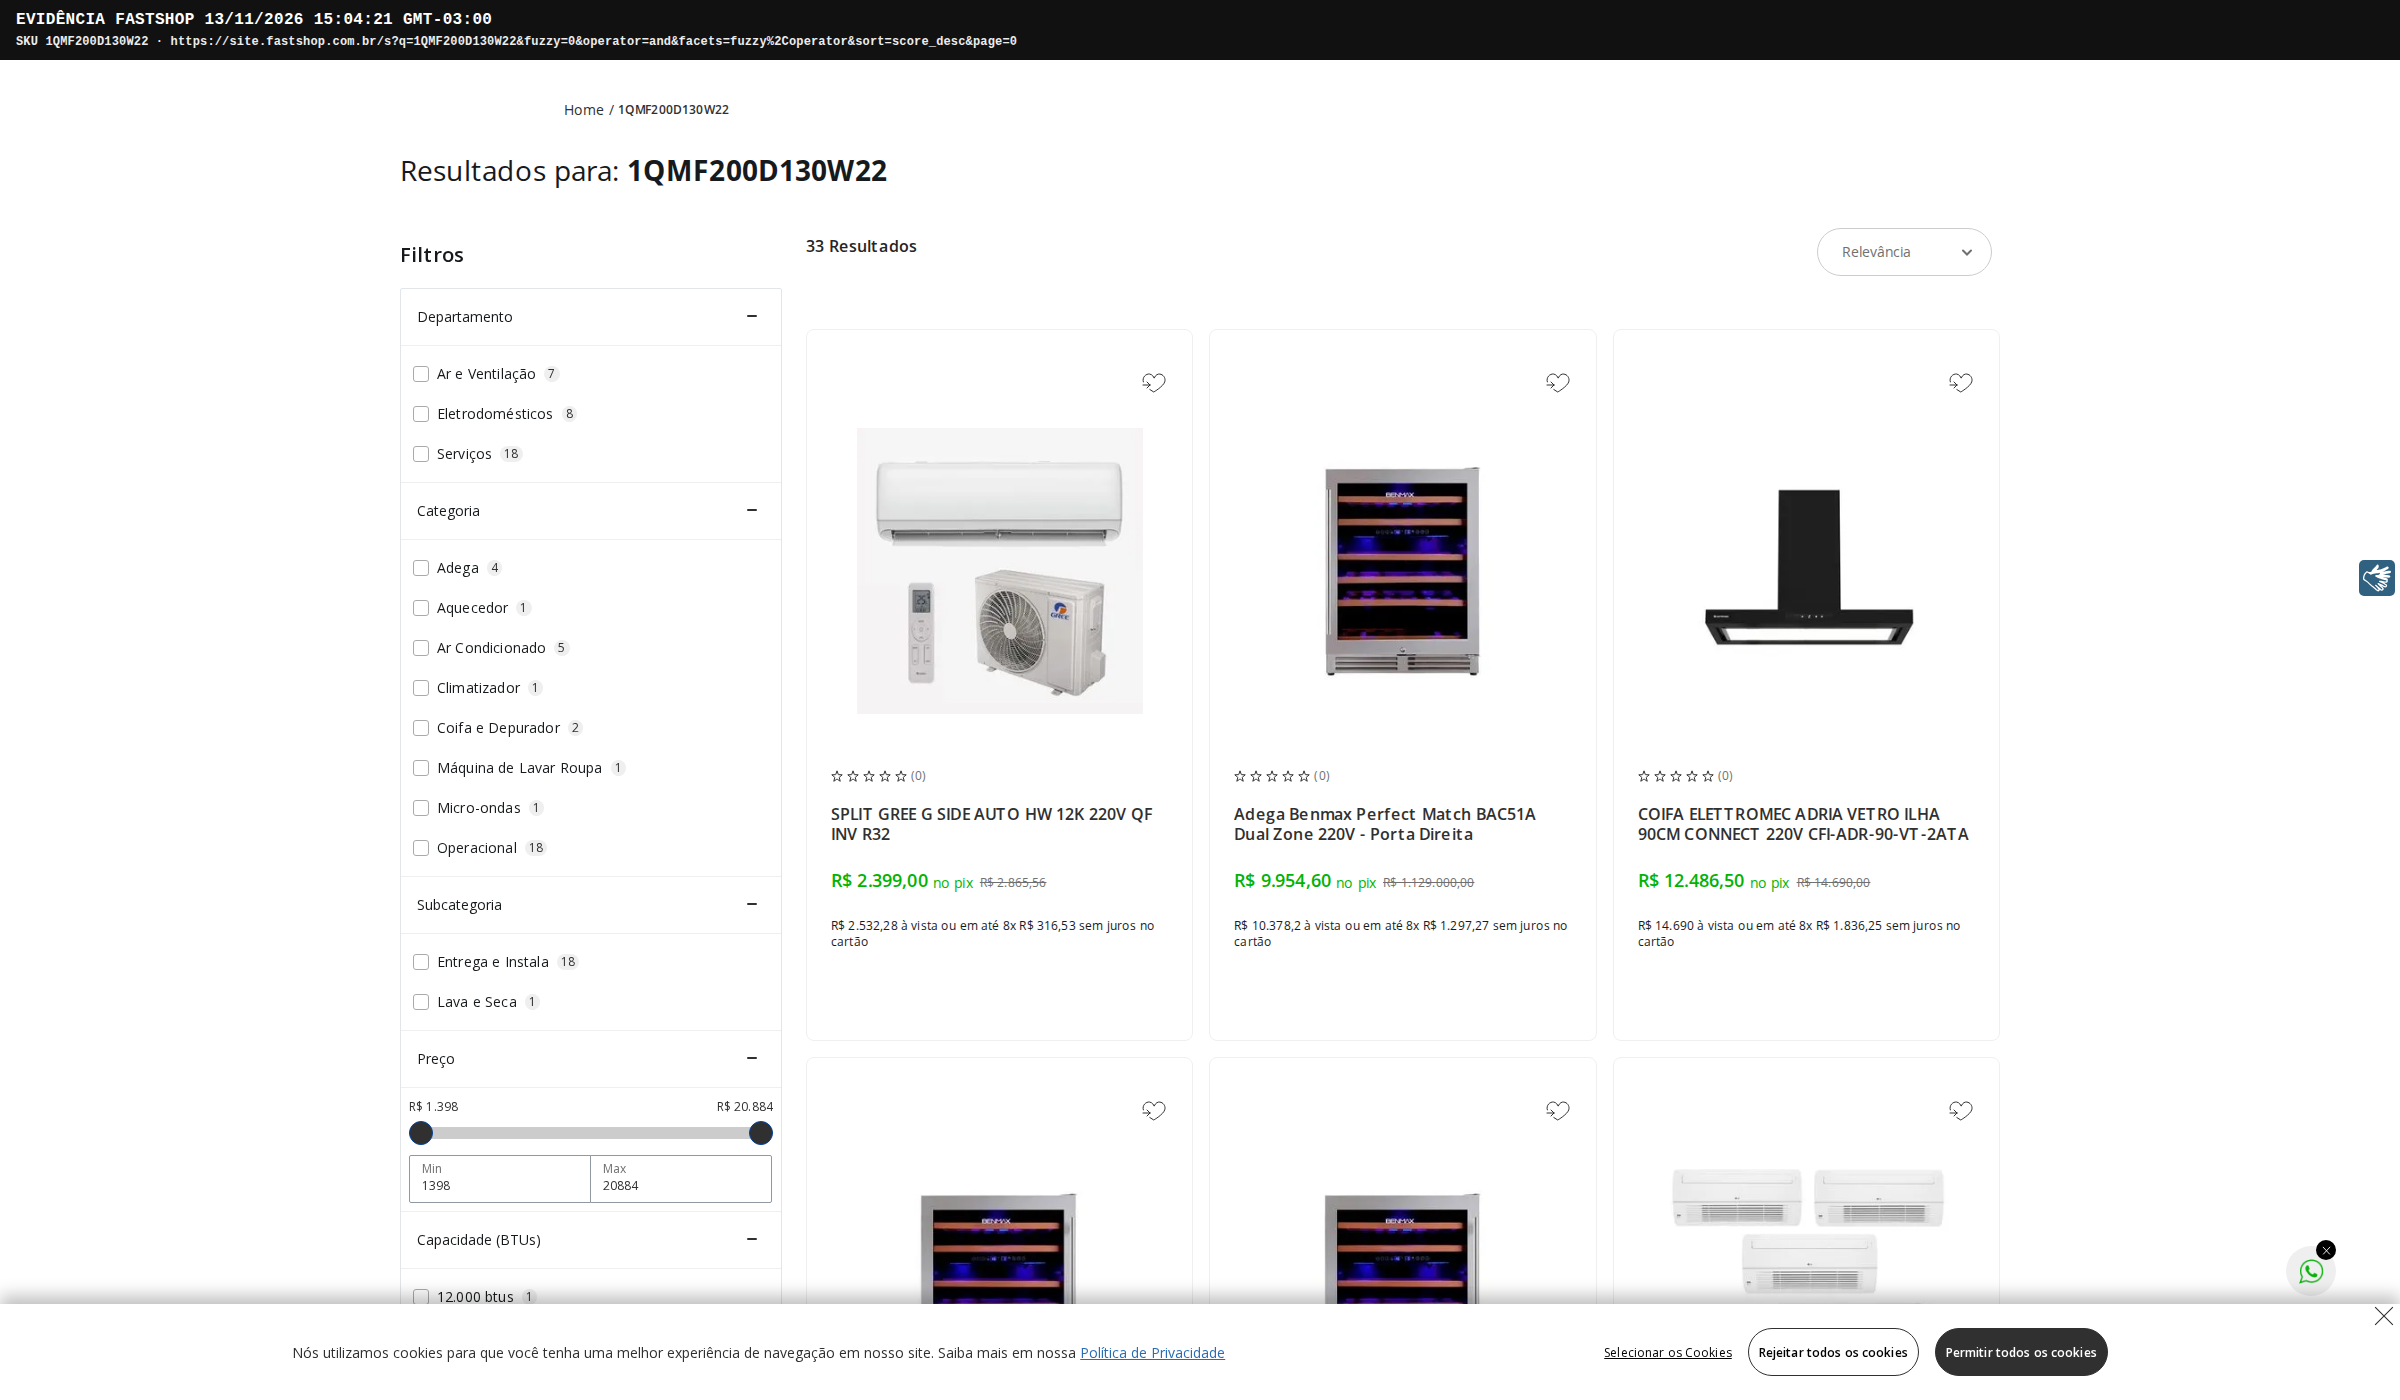 EVIDÊNCIA FASTSHOP 13/11/2026 15:04:21 GMT-03:00
SKU 1QMF200D130W22 · https://site.fastshop.com.br/s?q=1QMF200D130W22&fuzzy=0&operator=and&facets=fuzzy%2Coperator&sort=score_desc&page=0
Home / 1QMF200D130W22
Resultados para: 1QMF200D130W22
Filtros
33 Resultados
Relevância
Departamento
Ar e Ventilação 7
Eletrodomésticos 8
Serviços 18
Categoria
Adega 4
Aquecedor 1
Ar Condicionado 5
Climatizador 1
Coifa e Depurador 2
Máquina de Lavar Roupa 1
Micro-ondas 1
Operacional 18
Subcategoria
Entrega e Instala 18
Lava e Seca 1
Preço
R$ 1.398
R$ 20.884
Min
1398
Max
20884
Capacidade (BTUs)
12.000 btus 1
GREE
(0)
SPLIT GREE G SIDE AUTO HW 12K 220V QF
INV R32
R$ 2.399,00 no pix R$ 2.865,56
R$ 2.532,28 à vista ou em até 8x R$ 316,53 sem juros no
cartão
BENMAX
(0)
Adega Benmax Perfect Match BAC51A
Dual Zone 220V - Porta Direita
R$ 9.954,60 no pix R$ 1.129.000,00
R$ 10.378,2 à vista ou em até 8x R$ 1.297,27 sem juros no
cartão
(0)
COIFA ELETTROMEC ADRIA VETRO ILHA
90CM CONNECT 220V CFI-ADR-90-VT-2ATA
R$ 12.486,50 no pix R$ 14.690,00
R$ 14.690 à vista ou em até 8x R$ 1.836,25 sem juros no
cartão
BENMAX
BENMAX
Nós utilizamos cookies para que você tenha uma melhor experiência de navegação em nosso site. Saiba mais em nossa Política de Privacidade
Selecionar os Cookies
Rejeitar todos os cookies
Permitir todos os cookies